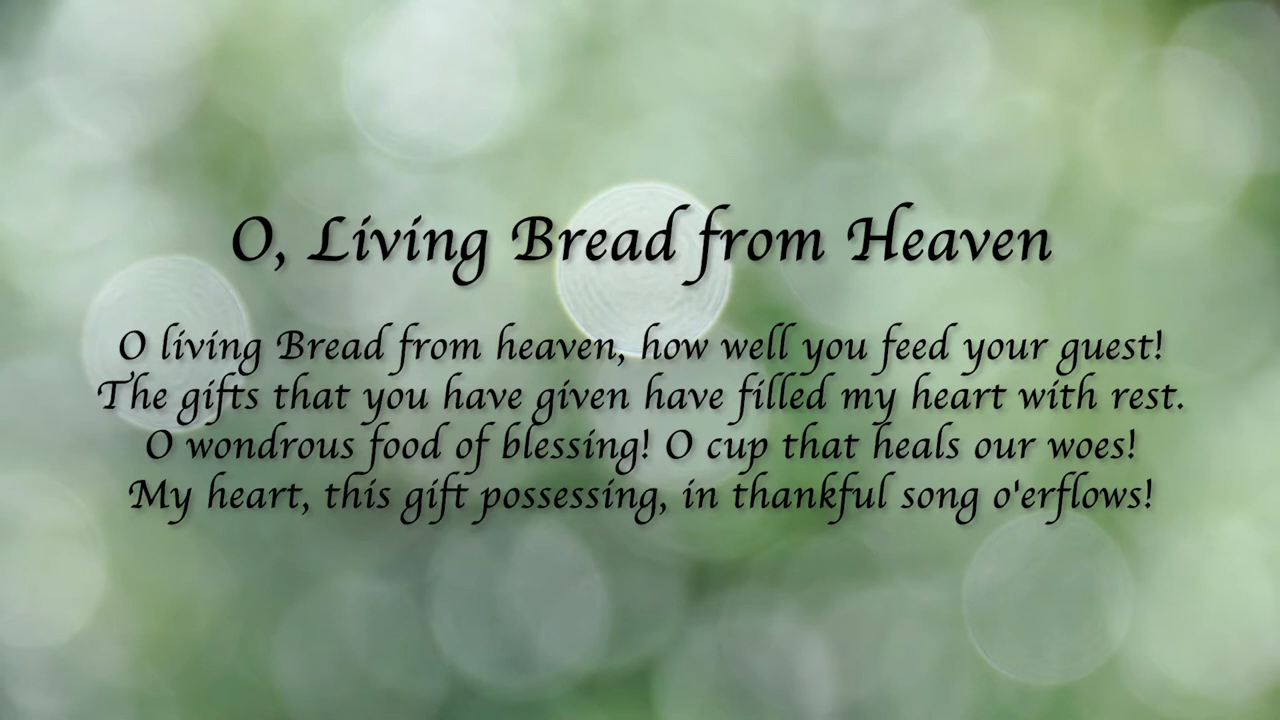 O, Living Bread from Heaven
O living Bread from heaven, how well you feed your guest!
The gifts that you have given have filled my heart with rest.
O wondrous food of blessing! O cup that heals our woes!
My heart, this gift possessing, in thankful song o'erflows!